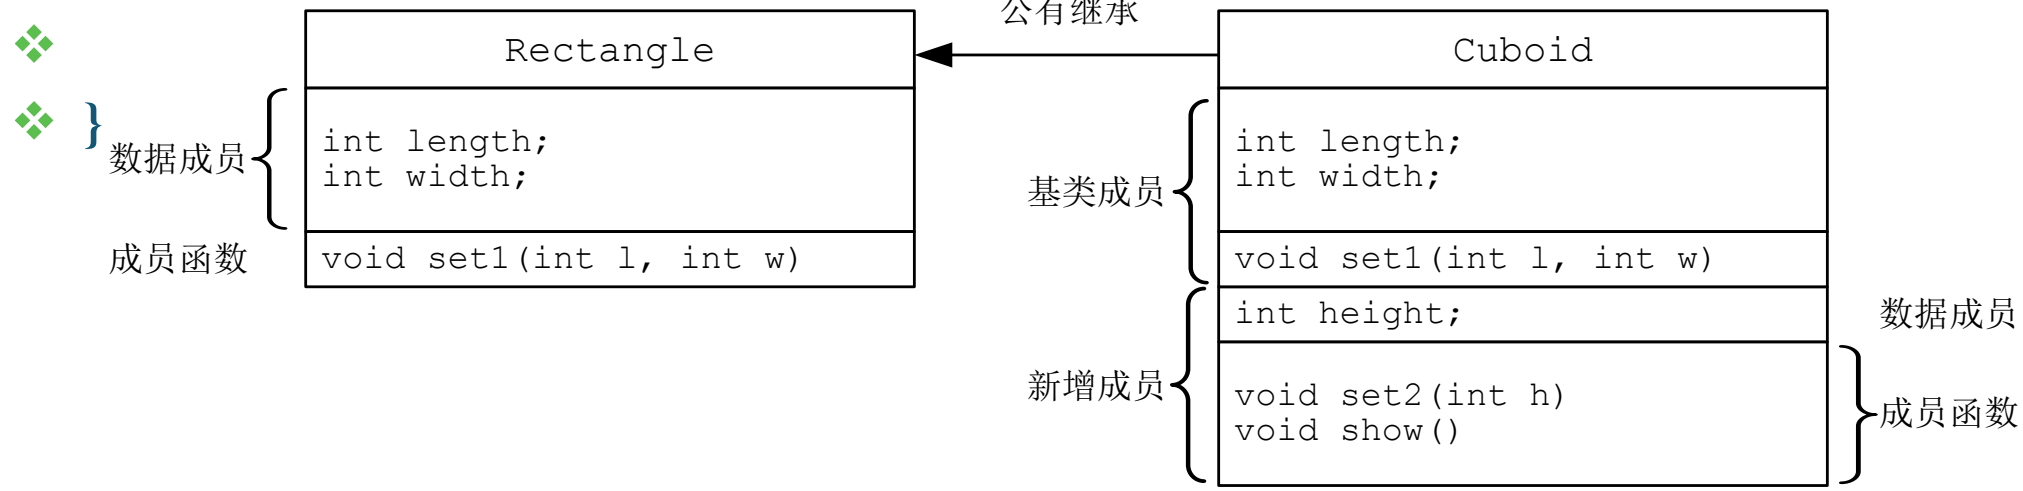 公有继承
Rectangle
Cuboid
}
数据成员
int length;
int width;
成员函数
void set1(int l, int w)
基类成员
int length;
int width;
void set1(int l, int w)
新增成员
int height;
数据成员
void set2(int h)
void show()
成员函数